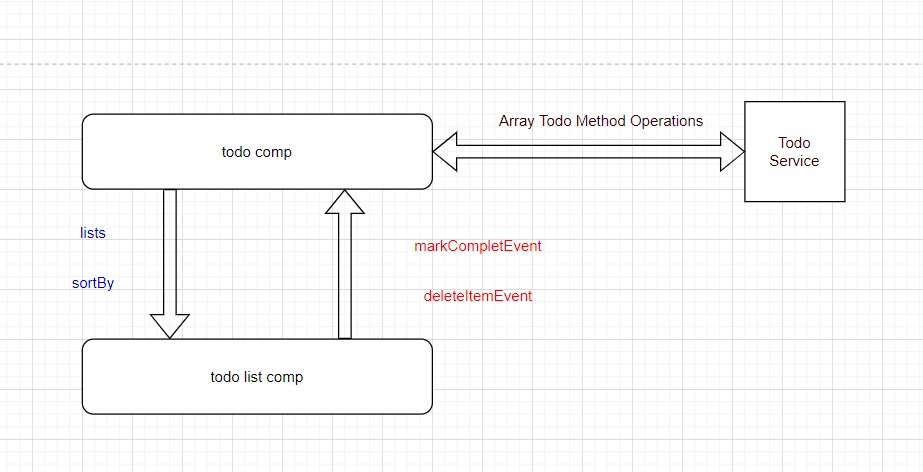 Array Todo Method Operations
todo comp
Todo
Service
lists
markCompletEvent
sortBy
deleteItemEvent
todo list comp